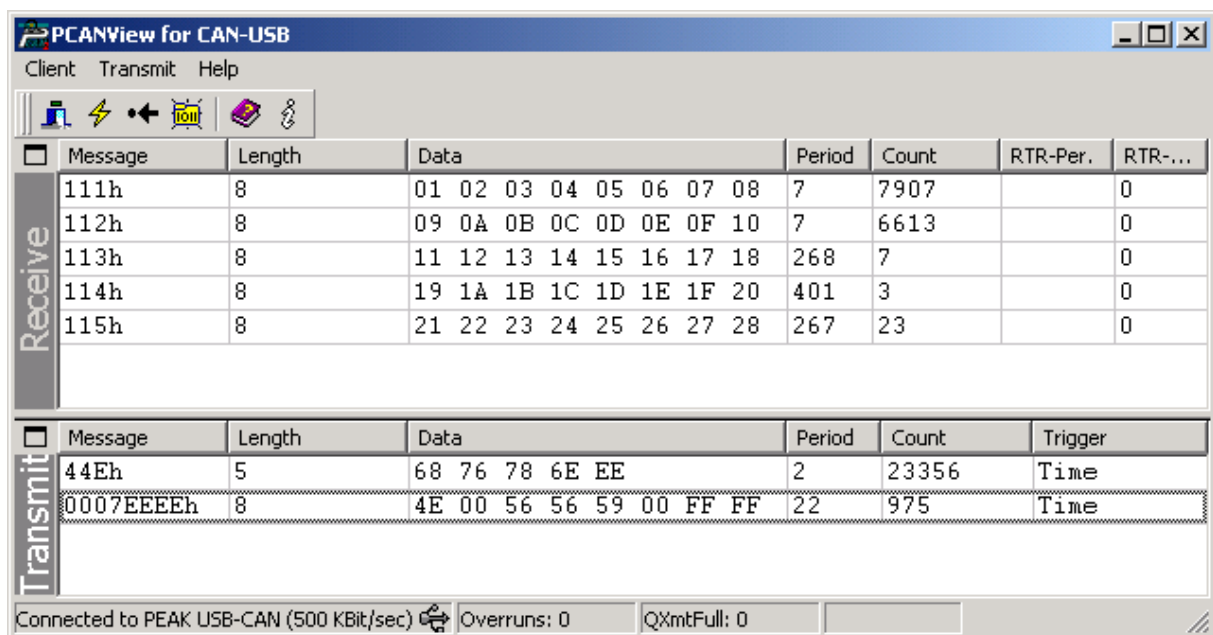 PCANView for CAN-USB
Client Transmit Help
Message Length Data Period Count RTR-Per. RTR-...
Receive
111h 8 01 02 03 04 05 06 07 08 7 7907 0
112h 8 09 0A 0B 0C 0D 0E 0F 10 7 6613 0
113h 8 11 12 13 14 15 16 17 18 268 7 0
114h 8 19 1A 1B 1C 1D 1E 1F 20 401 3 0
115h 8 21 22 23 24 25 26 27 28 267 23 0
Message Length Data Period Count Trigger
Transmit
44Eh 5 68 76 78 6E EE 2 23356 Time
0007EEEEh 8 4E 00 56 56 59 00 FF FF 22 975 Time
Connected to PEAK USB-CAN (500 KBit/sec) Overruns: 0 QXmtFull: 0